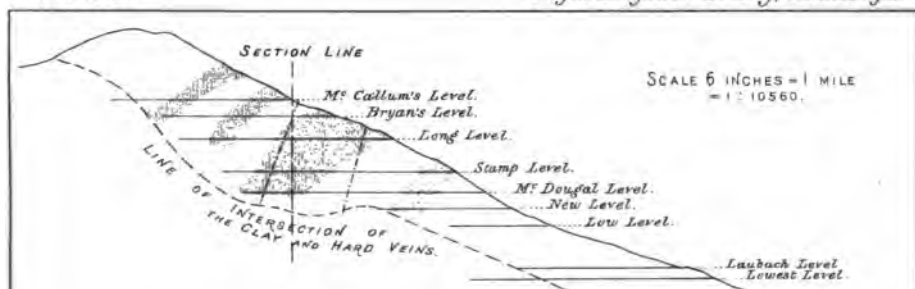 SECTION LINE
SCALE 6 INCHES = 1 MILE
= 1 : 10560.
Mc Callum's Level.
Bryan's Level.
Long Level.
Stamp Level.
Mc Dougal Level.
New Level.
Low Level.
Laubach Level
Lowest Level.
LINE OF INTERSECTION OF
THE CLAY AND HARD VEINS.